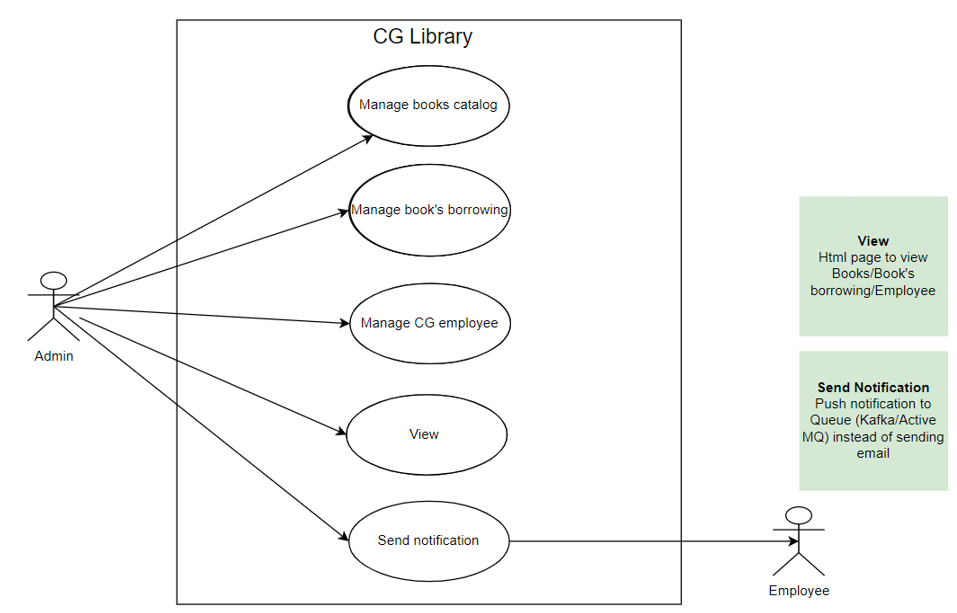 CG Library
Manage books catalog
Manage book's borrowing
Manage CG employee
View
Send notification
Admin
View
Html page to view
Books/Book's
borrowing/Employee
Send Notification
Push notification to
Queue (Kafka/Active
MQ) instead of sending
email
Employee